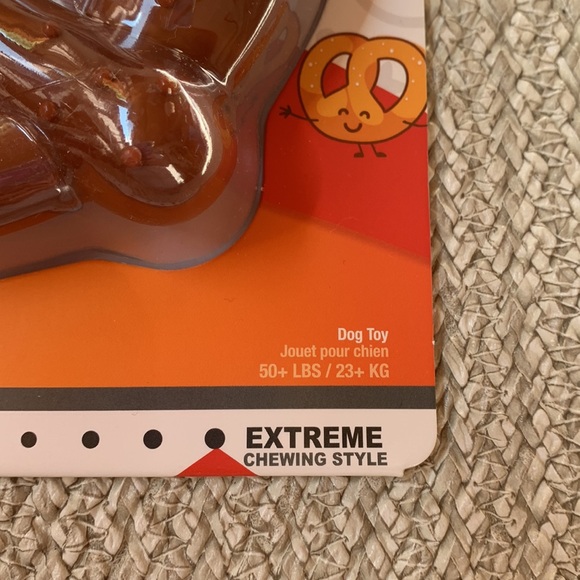 Dog Toy
Jouet pour chien
50+ LBS / 23+ KG
EXTREME
CHEWING STYLE